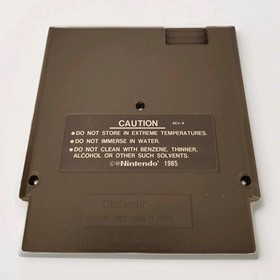 CAUTION REV-A
● DO NOT STORE IN EXTREME TEMPERATURES.
● DO NOT IMMERSE IN WATER.
● DO NOT CLEAN WITH BENZENE, THINNER,
ALCOHOL OR OTHER SUCH SOLVENTS.
©® Nintendo 1985
Nintendo